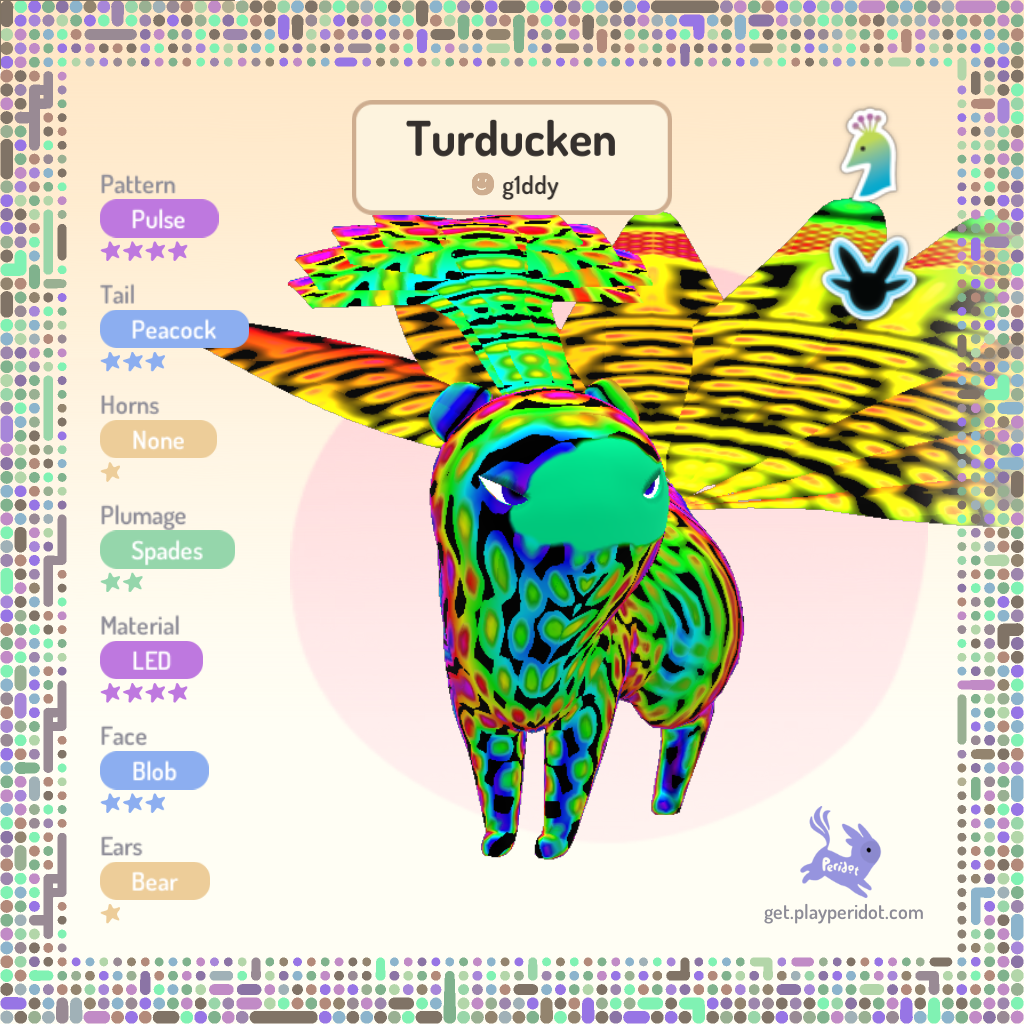 Turducken
g1ddy
Pattern
Pulse
Tail
Peacock
Horns
None
Plumage
Spades
Material
LED
Face
Blob
Ears
Bear
Peridot
get.playperidot.com